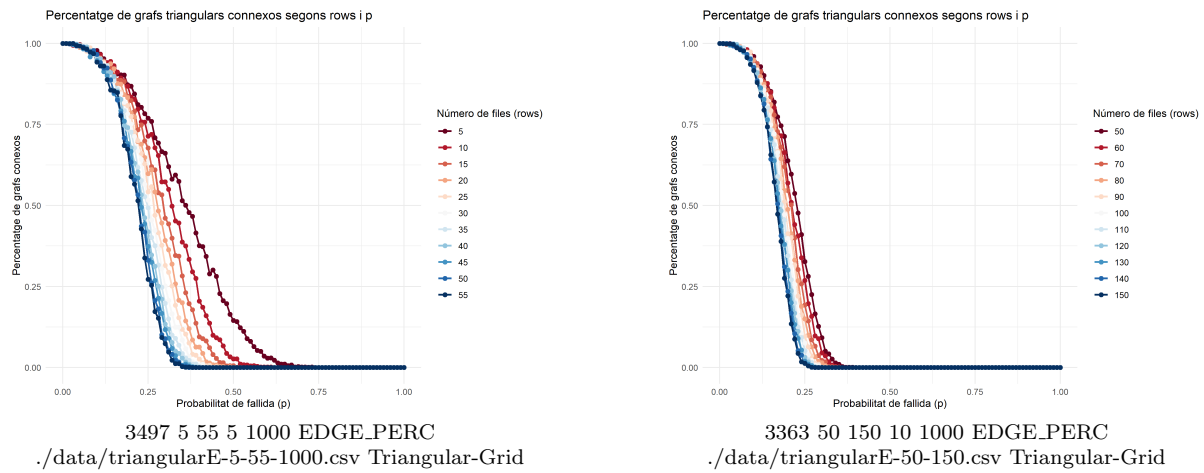 Percentatge de grafs triangulars connexos segons rows i p
Percentatge de grafs conexos
1.00
0.75
0.50
0.25
0.00
0.00 0.25 0.50 0.75 1.00
Probabilitat de fallida (p)
Número de files (rows)
5
10
15
20
25
30
35
40
45
50
55
3497 5 55 5 1000 EDGE_PERC
./data/triangularE-5-55-1000.csv Triangular-Grid
Percentatge de grafs triangulars connexos segons rows i p
Percentatge de grafs conexos
1.00
0.75
0.50
0.25
0.00
0.00 0.25 0.50 0.75 1.00
Probabilitat de fallida (p)
Número de files (rows)
50
60
70
80
90
100
110
120
130
140
150
3363 50 150 10 1000 EDGE_PERC
./data/triangularE-50-150.csv Triangular-Grid